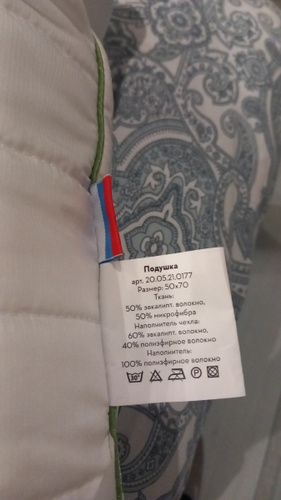 Подушка
арт. 20.05.21.0177
Размер: 50х70
Ткань:
50% эвкалипт. волокно,
50% микрофибра
Наполнитель чехла:
60% эвкалипт. волокно,
40% полиэфирное волокно
Наполнитель:
100% полиэфирное волокно